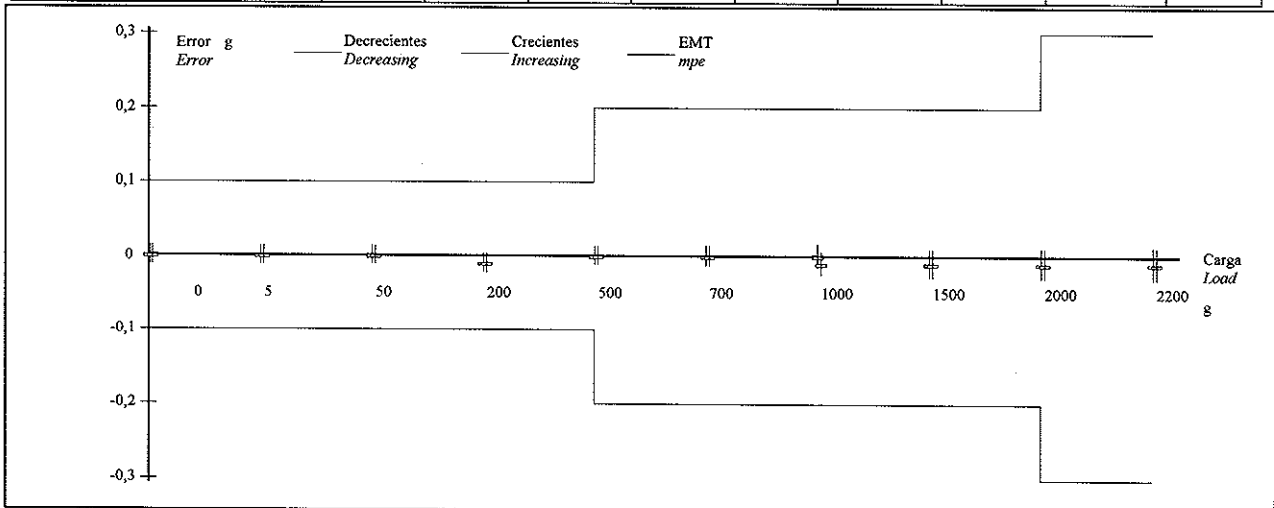 0,3
Error g Decrecientes Crecientes EMT
Error Decreasing Increasing mpe
0,2
0,1
0
Carga
Load
0 5 50 200 500 700 1000 1500 2000 2200
g
-0,1
-0,2
-0,3